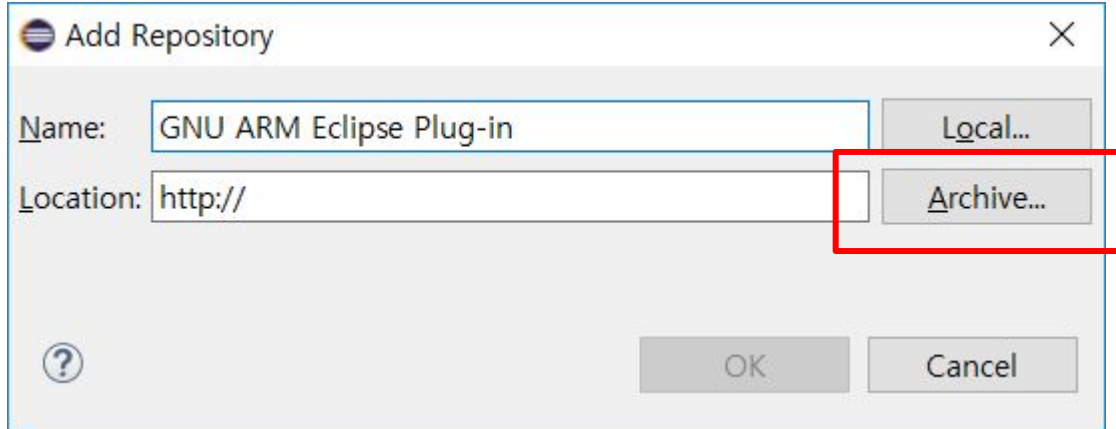 Add Repository
Name: GNU ARM Eclipse Plug-in Local...
Location: http:// Archive...
? OK Cancel